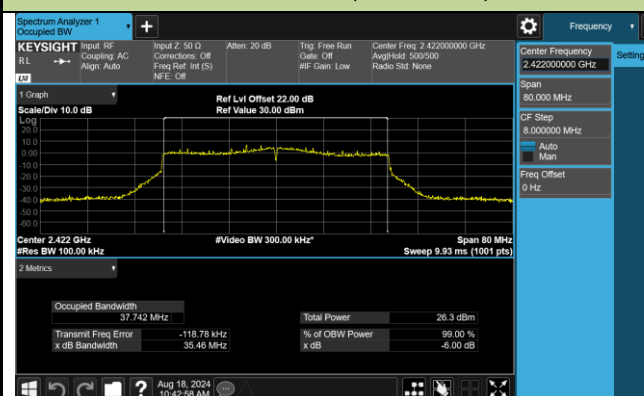 Spectrum Analyzer 1
Occupied BW
+
Frequency
KEYSIGHT
RL
LXI
Input: RF
Coupling: AC
Align: Auto
Input Z: 50 Ω
Corrections: Off
Freq Ref: Int (S)
NFE: Off
Atten: 20 dB
Trig: Free Run
Gate: Off
#IF Gain: Low
Center Freq: 2.422000000 GHz
Avg|Hold: 500/500
Radio Std: None
Center Frequency
2.422000000 GHz
Settings
Span
80.000 MHz
CF Step
8.000000 MHz
Auto
Man
Freq Offset
0 Hz
1 Graph
Scale/Div 10.0 dB
Ref Lvl Offset 22.00 dB
Ref Value 30.00 dBm
Log
20.0
10.0
0.00
-10.0
-20.0
-30.0
-40.0
-50.0
-60.0
Center 2.422 GHz
#Video BW 300.00 kHz*
Span 80 MHz
#Res BW 100.00 kHz
Sweep 9.93 ms (1001 pts)
2 Metrics
Occupied Bandwidth
37.742 MHz
Total Power 26.3 dBm
Transmit Freq Error -118.78 kHz
% of OBW Power 99.00 %
x dB Bandwidth 35.46 MHz
x dB -6.00 dB
?
Aug 18, 2024
10:42:58 AM